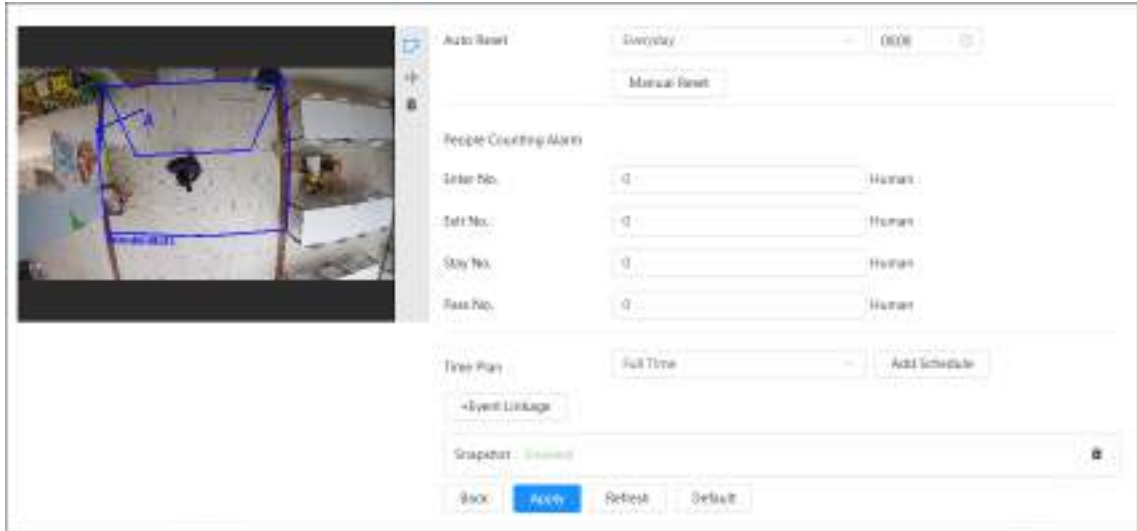 Auto Reset Everyday
Manual Reset
People Counting Alarm
Enter No. 0 Human
Exit No. 0 Human
Stay No. 0 Human
Pass No. 0 Human
Time Plan Full Time Add Schedule
+Event Linkage
Snapshot
Back Apply Refresh Default
A